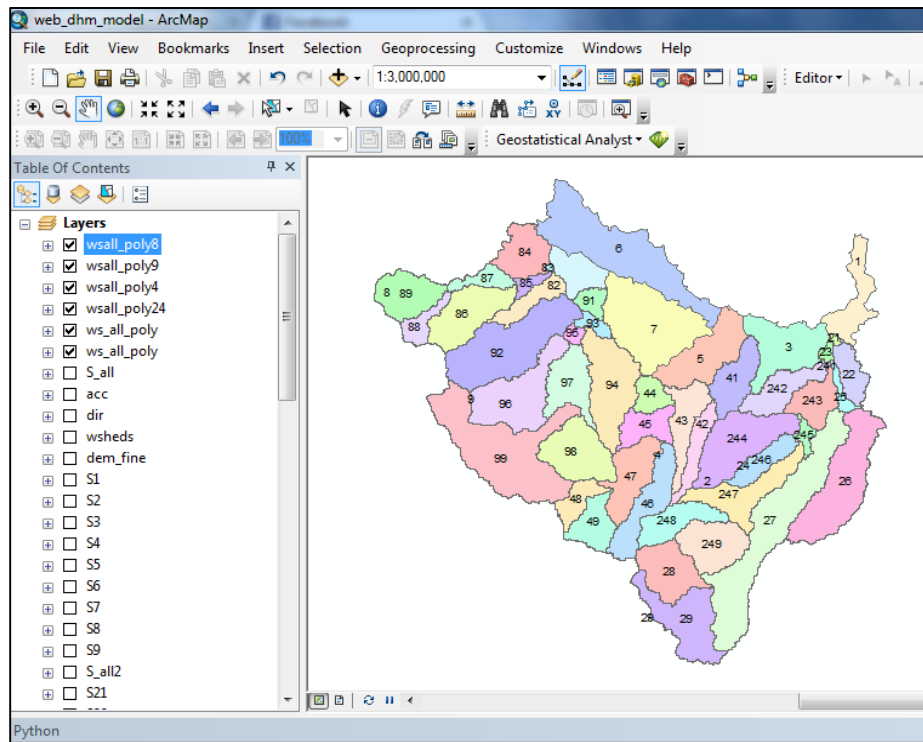 web_dhm_model - ArcMap
File Edit View Bookmarks Insert Selection Geoprocessing Customize Windows Help
1:3,000,000 Editor
100% Geostatistical Analyst
Table Of Contents
Layers
wsall_poly8
wsall_poly9
wsall_poly4
wsall_poly24
ws_all_poly
ws_all_poly
S_all
acc
dir
wsheds
dem_fine
S1
S2
S3
S4
S5
S6
S7
S8
S9
S_all2
S21
6
1
84
83
87
85
82
8 89
91
86
88
93
95
7
21
3
23
92
5
241
22
41
97
94
242
44
9
96
243
25
43
42
45
245
244
98
99
4
24 246
47
26
2
48
46
247
49
248
27
249
28
28
29
Python